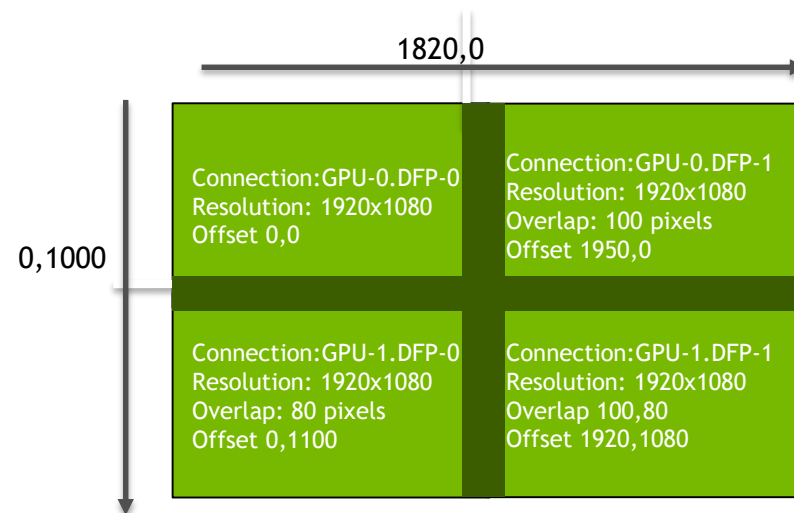 1820,0
Connection:GPU-0.DFP-0
Resolution: 1920x1080
Offset 0,0
Connection:GPU-0.DFP-1
Resolution: 1920x1080
Overlap: 100 pixels
Offset 1950,0
0,1000
Connection:GPU-1.DFP-0
Resolution: 1920x1080
Overlap: 80 pixels
Offset 0,1100
Connection:GPU-1.DFP-1
Resolution: 1920x1080
Overlap 100,80
Offset 1920,1080